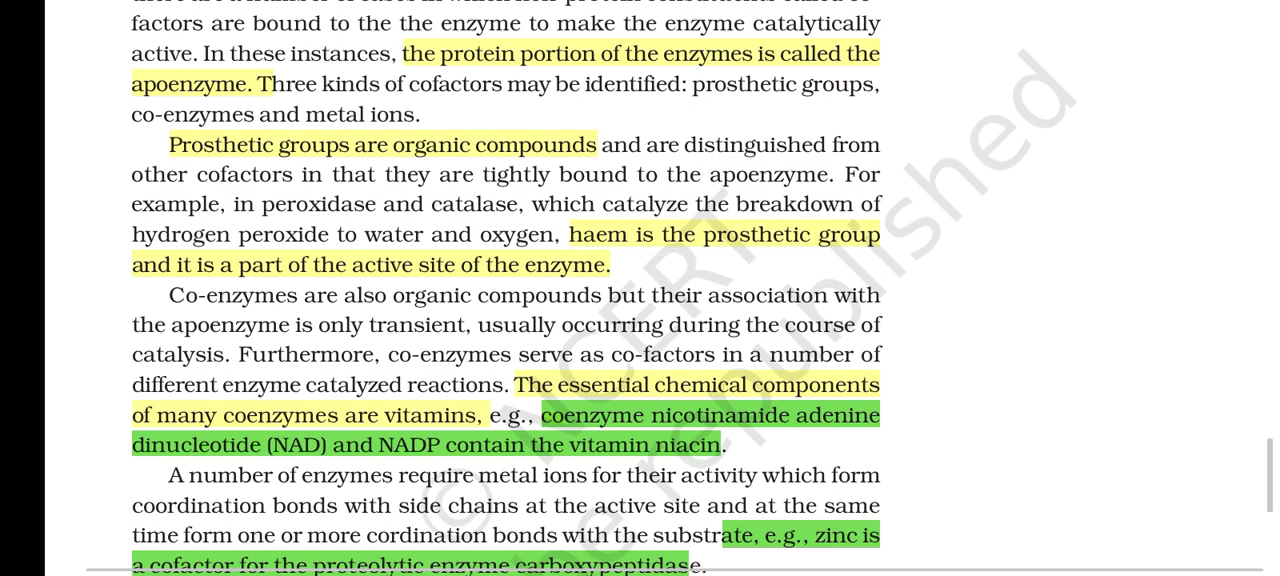 factors are bound to the the enzyme to make the enzyme catalytically
active. In these instances, the protein portion of the enzymes is called the
apoenzyme. Three kinds of cofactors may be identified: prosthetic groups,
co-enzymes and metal ions.
Prosthetic groups are organic compounds and are distinguished from
other cofactors in that they are tightly bound to the apoenzyme. For
example, in peroxidase and catalase, which catalyze the breakdown of
hydrogen peroxide to water and oxygen, haem is the prosthetic group
and it is a part of the active site of the enzyme.
Co-enzymes are also organic compounds but their association with
the apoenzyme is only transient, usually occurring during the course of
catalysis. Furthermore, co-enzymes serve as co-factors in a number of
different enzyme catalyzed reactions. The essential chemical components
of many coenzymes are vitamins, e.g., coenzyme nicotinamide adenine
dinucleotide (NAD) and NADP contain the vitamin niacin.
A number of enzymes require metal ions for their activity which form
coordination bonds with side chains at the active site and at the same
time form one or more cordination bonds with the substrate, e.g., zinc is
a cofactor for the proteolytic enzyme carboxypeptidase.
© NCERT
be republished